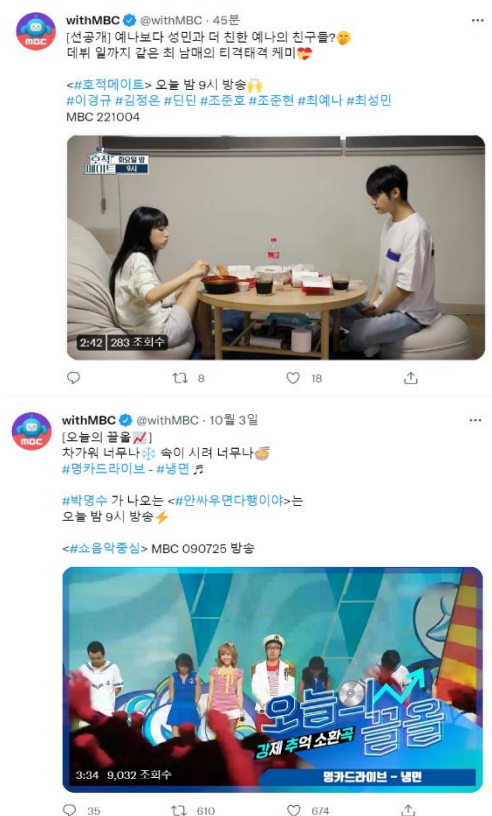 withMBC @withMBC · 45분
[선공개] 예나보다 성민과 더 친한 예나의 친구들?🤭
데뷔 일까지 같은 최 남매의 티격태격 케미💝
<#호적메이트> 오늘 밤 9시 방송🙌
#이경규 #김정은 #딘딘 #조준호 #조준현 #최예나 #최성민
MBC 221004
호적메이트 화요일 밤 9시
2:42 283 조회수
8 18
withMBC @withMBC · 10월 3일
[오늘의 끌올📈]
차가워 너무나❄️ 속이 시려 너무나🍜
#명카드라이브 - #냉면 🎵
#박명수 가 나오는 <#안싸우면다행이야>는
오늘 밤 9시 방송⚡
<#쇼음악중심> MBC 090725 방송
오늘의 끌올
강제 추억 소환곡
3:34 9,032 조회수
명카드라이브 - 냉면
35 610 674
mbc
mbc